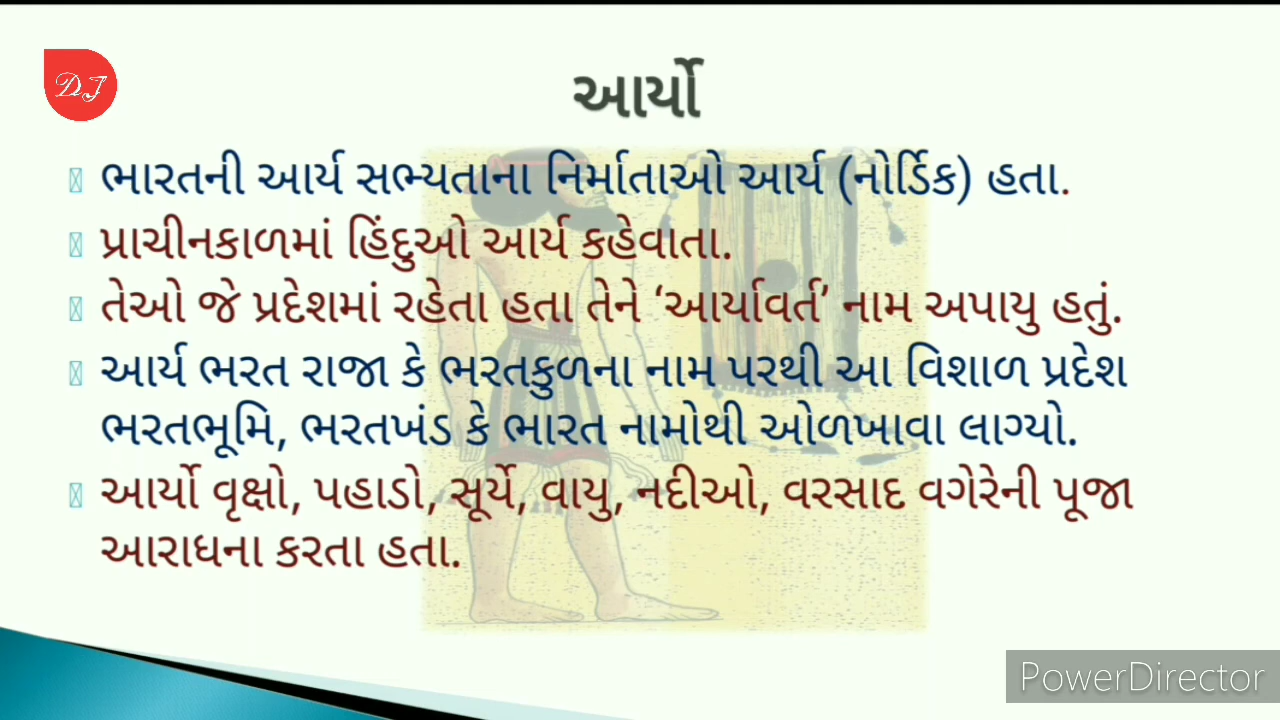 DJ
આર્યો
ભારતની આર્ય સભ્યતાના નિર્માતાઓ આર્ય (નોર્ડિક) હતા.
પ્રાચીનકાળમાં હિંદુઓ આર્ય કહેવાતા.
તેઓ જે પ્રદેશમાં રહેતા હતા તેને ‘આર્યાવર્ત’ નામ અપાયુ હતું.
આર્ય ભરત રાજા કે ભરતકુળના નામ પરથી આ વિશાળ પ્રદેશ
ભરતભૂમિ, ભરતખંડ કે ભારત નામોથી ઓળખાવા લાગ્યો.
આર્યો વૃક્ષો, પહાડો, સૂર્યે, વાયુ, નદીઓ, વરસાદ વગેરેની પૂજા
આરાધના કરતા હતા.
PowerDirector